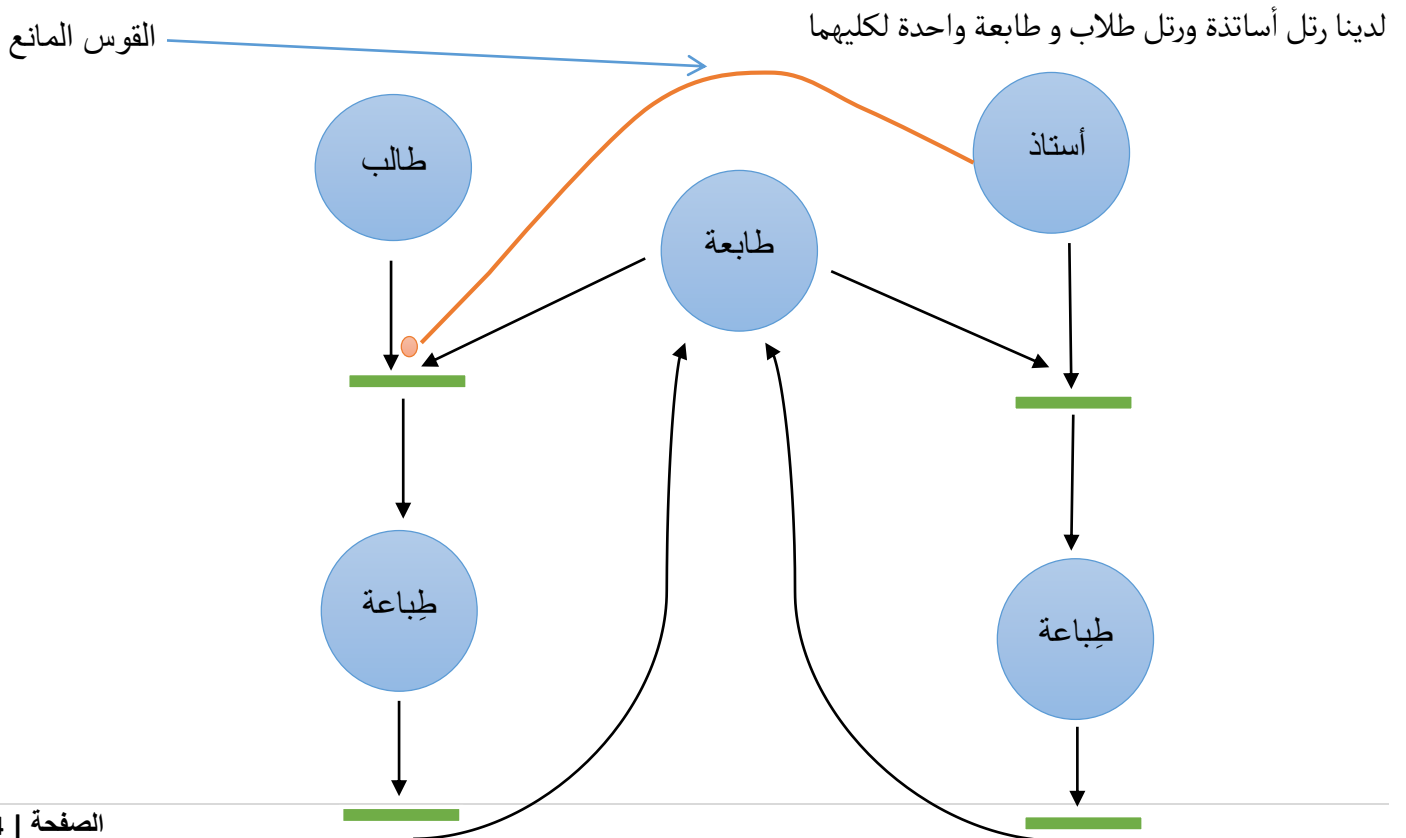 لدينا رتل أساتذة ورتل طلاب و طابعة واحدة لكليهما
القوس المانع
أستاذ
طالب
طابعة
طِباعة
طِباعة
الصفحة |